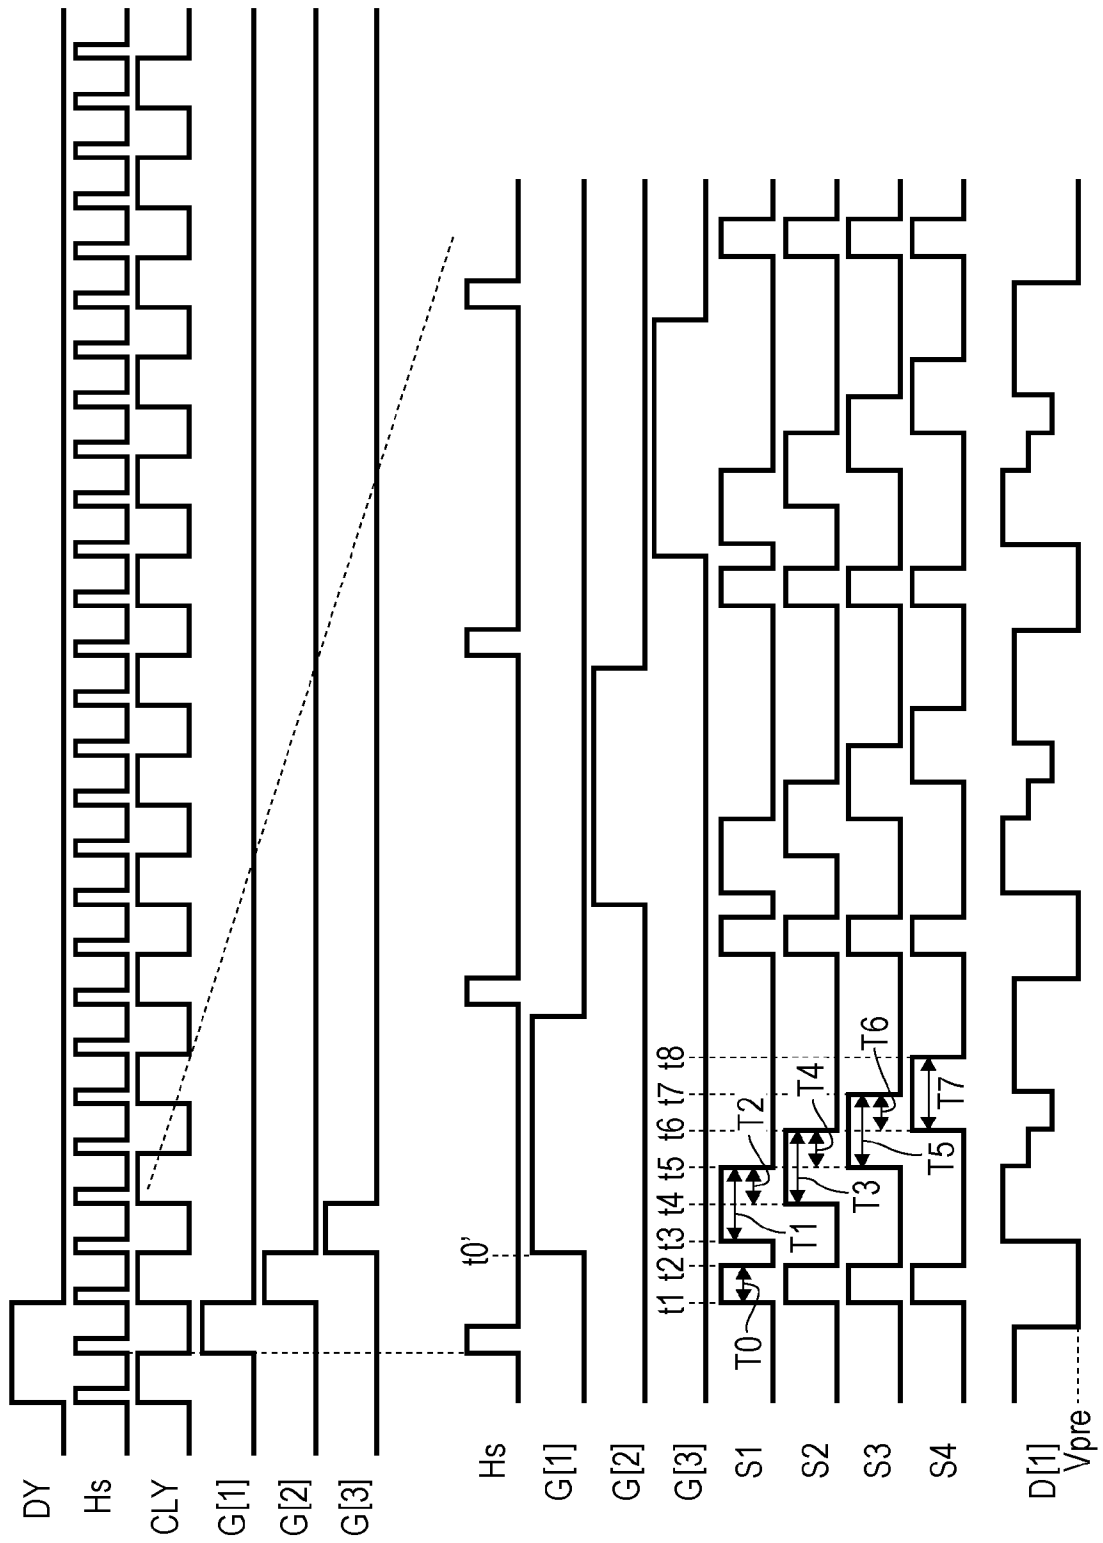 DY
Hs
CLY
G[1]
G[2]
G[3]
t0'
Hs
G[1]
G[2]
G[3]
t1 t2 t3 t4 t5 t6 t7 t8
S1
T0 T1 T2
S2
T3 T4
S3
T5 T6
S4
T7
D[1]
Vpre